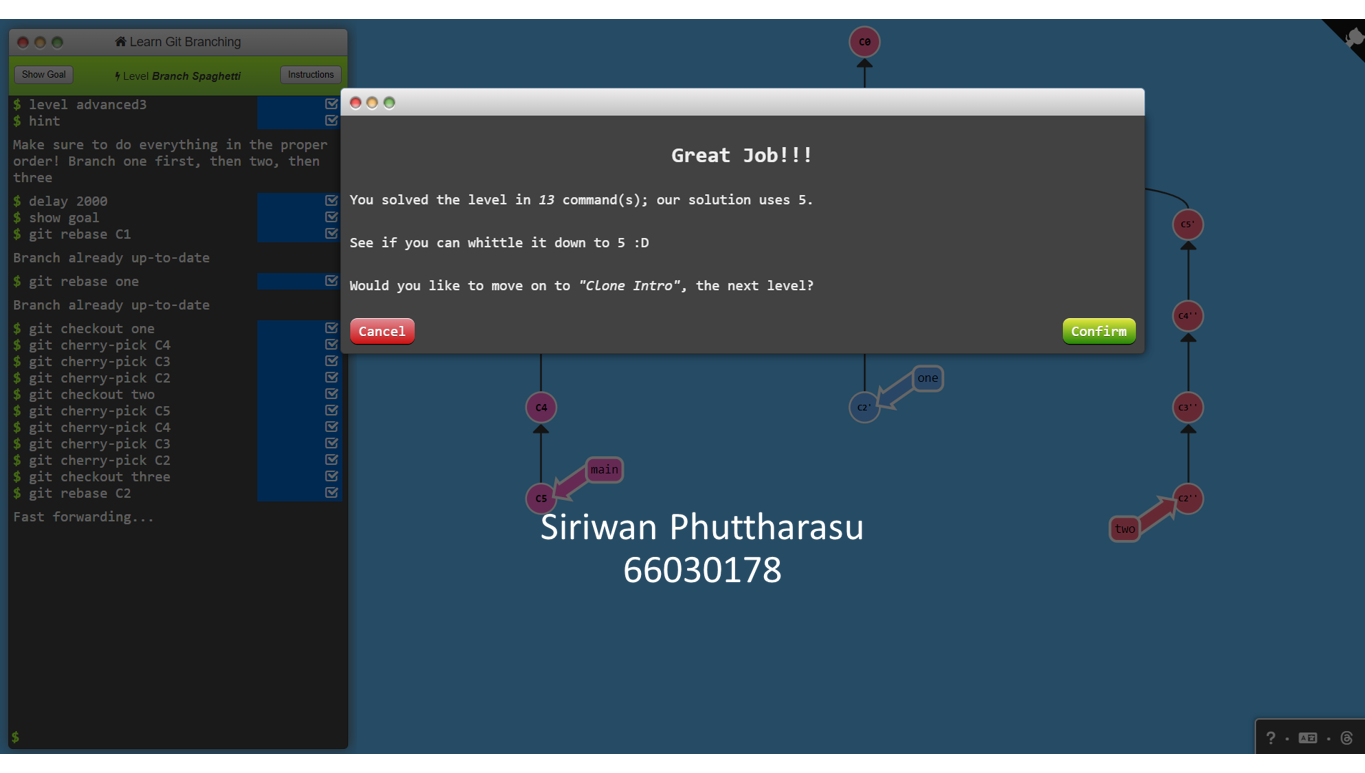 Learn Git Branching
Show Goal
Level Branch Spaghetti
Instructions
$ level advanced3
$ hint
Make sure to do everything in the proper
order! Branch one first, then two, then
three
$ delay 2000
$ show goal
$ git rebase C1
Branch already up-to-date
$ git rebase one
Branch already up-to-date
$ git checkout one
$ git cherry-pick C4
$ git cherry-pick C3
$ git cherry-pick C2
$ git checkout two
$ git cherry-pick C5
$ git cherry-pick C4
$ git cherry-pick C3
$ git cherry-pick C2
$ git checkout three
$ git rebase C2
Fast forwarding...
$
C0
Great Job!!!
You solved the level in 13 command(s); our solution uses 5.
See if you can whittle it down to 5 :D
Would you like to move on to "Clone Intro", the next level?
Cancel
Confirm
C5'
C4''
one
C4
C2'
C3''
main
C5
C2''
two
Siriwan Phuttharasu
66030178
?